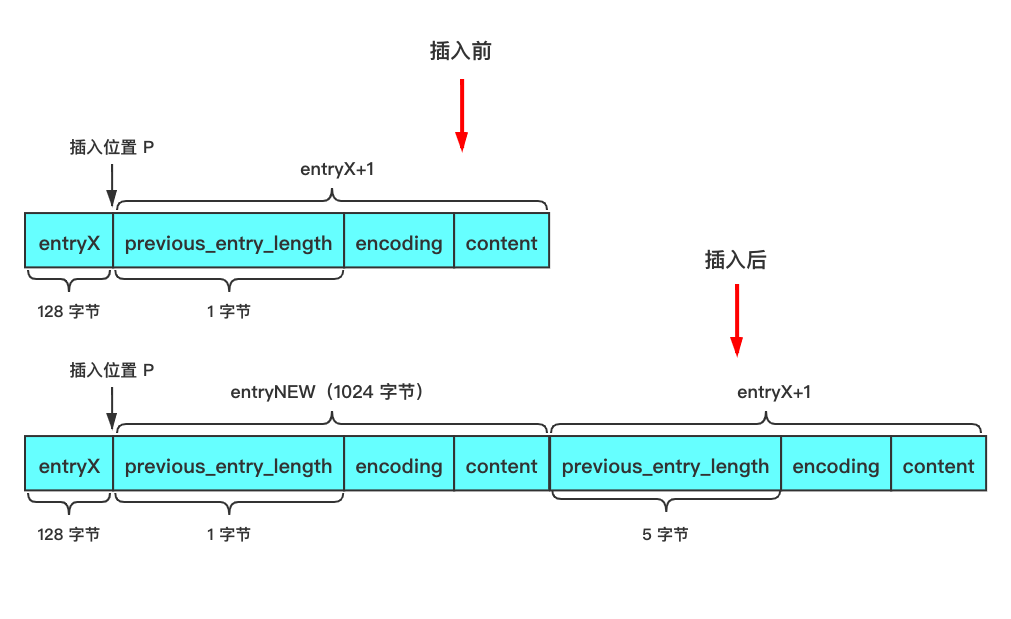 插入前
插入位置 P
entryX+1
entryX previous_entry_length encoding content
128 字节 1 字节
插入后
插入位置 P
entryNEW（1024 字节） entryX+1
entryX previous_entry_length encoding content previous_entry_length encoding content
128 字节 1 字节 5 字节